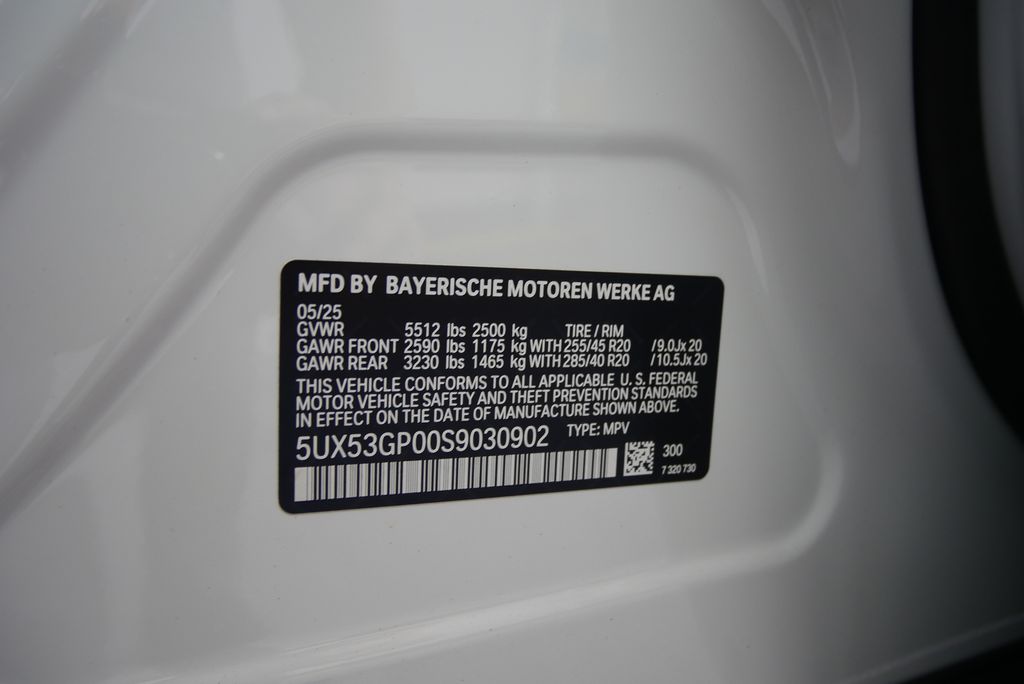 MFD BY BAYERISCHE MOTOREN WERKE AG
05/25
GVWR 5512 lbs 2500 kg TIRE / RIM
GAWR FRONT 2590 lbs 1175 kg WITH 255/45 R20 /9.0Jx 20
GAWR REAR 3230 lbs 1465 kg WITH 285/40 R20 /10.5Jx 20
THIS VEHICLE CONFORMS TO ALL APPLICABLE U. S. FEDERAL
MOTOR VEHICLE SAFETY AND THEFT PREVENTION STANDARDS
IN EFFECT ON THE DATE OF MANUFACTURE SHOWN ABOVE.
5UX53GP00S9030902 TYPE: MPV
300
7 320 730